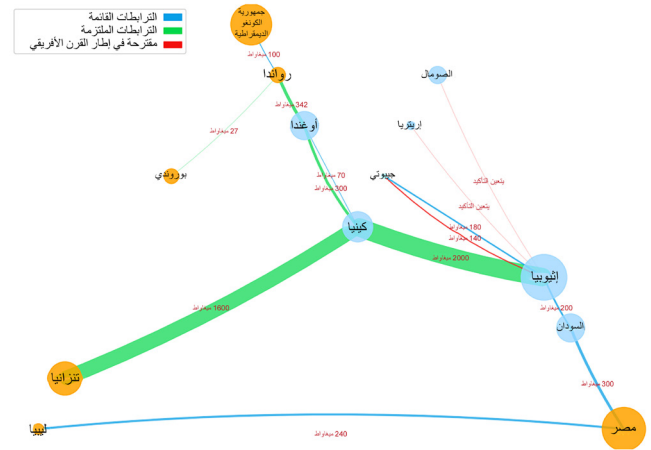 الترابطات القائمة
الترابطات الملتزمة
مقترحة في إطار القرن الأفريقي
جمهورية
الكونغو
الديمقراطية
100 ميغاواط
رواندا
342 ميغاواط
أوغندا
27 ميغاواط
بوروندي
70 ميغاواط
300 ميغاواط
كينيا
الصومال
إريتريا
جيبوتي
يتعين التأكيد
يتعين التأكيد
180 ميغاواط
140 ميغاواط
2000 ميغاواط
إثيوبيا
200 ميغاواط
السودان
1600 ميغاواط
تنزانيا
300 ميغاواط
مصر
ليبيا
240 ميغاواط